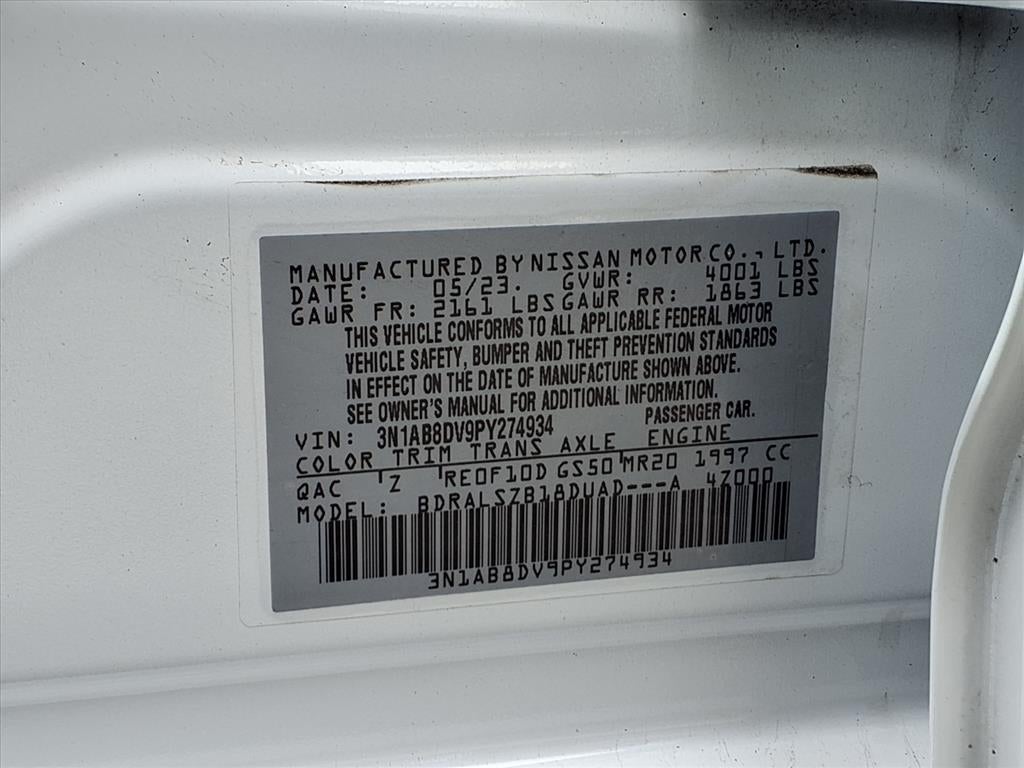 MANUFACTURED BY NISSAN MOTOR CO., LTD.
DATE: 05/23. GVWR: 4001 LBS
GAWR FR: 2161 LBS GAWR RR: 1863 LBS
THIS VEHICLE CONFORMS TO ALL APPLICABLE FEDERAL MOTOR
VEHICLE SAFETY, BUMPER AND THEFT PREVENTION STANDARDS
IN EFFECT ON THE DATE OF MANUFACTURE SHOWN ABOVE.
SEE OWNER'S MANUAL FOR ADDITIONAL INFORMATION.
VIN: 3N1AB8DV9PY274934 PASSENGER CAR.
COLOR TRIM TRANS AXLE ENGINE
QAC Z RE0F10D GS50 MR20 1997 CC
MODEL: BDRALSZB18DUAD---A 4Z000
3N1AB8DV9PY274934